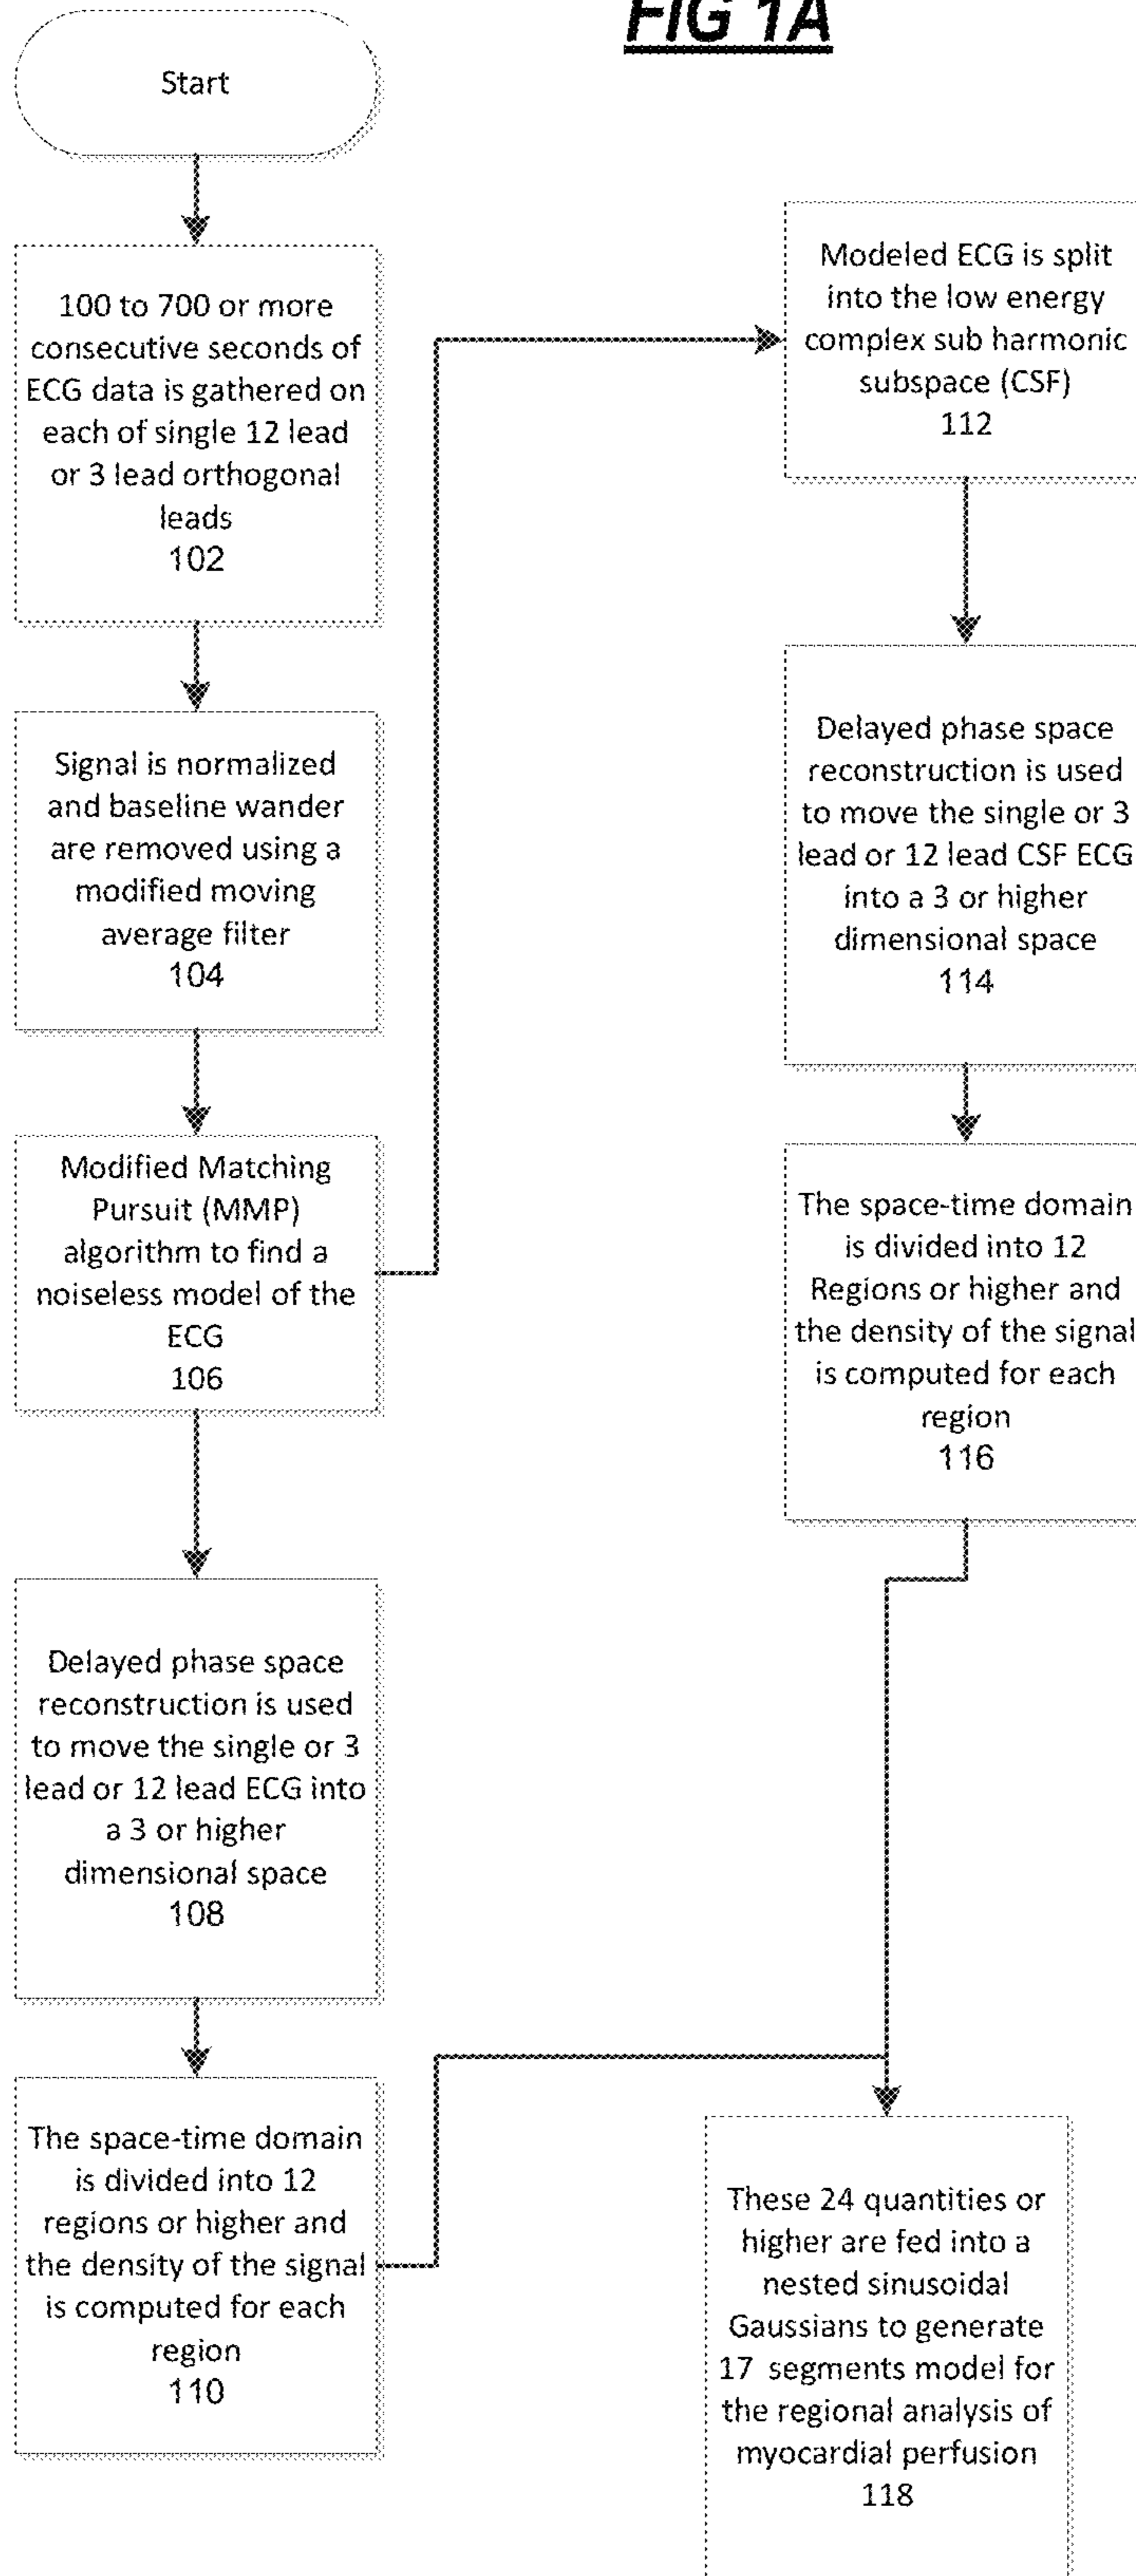 FIG 1A
Start
100 to 700 or more
consecutive seconds of
ECG data is gathered on
each of single 12 lead
or 3 lead orthogonal
leads
102
Signal is normalized
and baseline wander
are removed using a
modified moving
average filter
104
Modified Matching
Pursuit (MMP)
algorithm to find a
noiseless model of the
ECG
106
Delayed phase space
reconstruction is used
to move the single or 3
lead or 12 lead ECG into
a 3 or higher
dimensional space
108
The space-time domain
is divided into 12
regions or higher and
the density of the signal
is computed for each
region
110
Modeled ECG is split
into the low energy
complex sub harmonic
subspace (CSF)
112
Delayed phase space
reconstruction is used
to move the single or 3
lead or 12 lead CSF ECG
into a 3 or higher
dimensional space
114
The space-time domain
is divided into 12
Regions or higher and
the density of the signal
is computed for each
region
116
These 24 quantities or
higher are fed into a
nested sinusoidal
Gaussians to generate
17 segments model for
the regional analysis of
myocardial perfusion
118